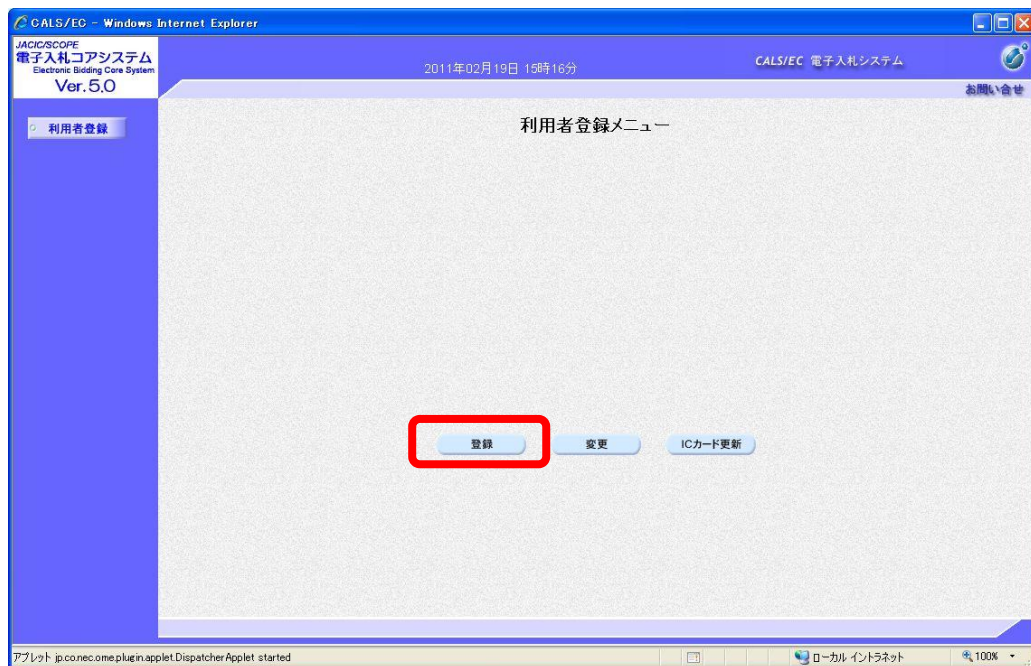 CALS/EC - Windows Internet Explorer
JACIC/SCOPE
電子入札コアシステム
Electronic Bidding Core System
Ver.5.0
2011年02月19日 15時16分
CALS/EC 電子入札システム
お問い合せ
利用者登録
利用者登録メニュー
登録
変更
ICカード更新
アプレット jp.co.nec.ome.plugin.applet.DispatcherApplet started
ローカル イントラネット
100%